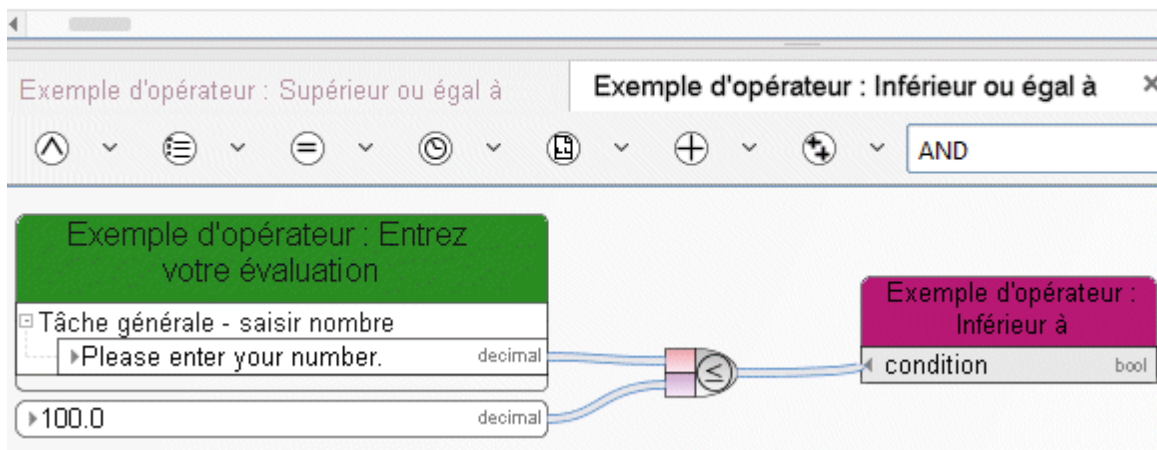 Exemple d'opérateur : Supérieur ou égal à
Exemple d'opérateur : Inférieur ou égal à
AND
Exemple d'opérateur : Entrez
votre évaluation
Tâche générale - saisir nombre
Please enter your number. decimal
100.0 decimal
≤
Exemple d'opérateur :
Inférieur à
condition bool